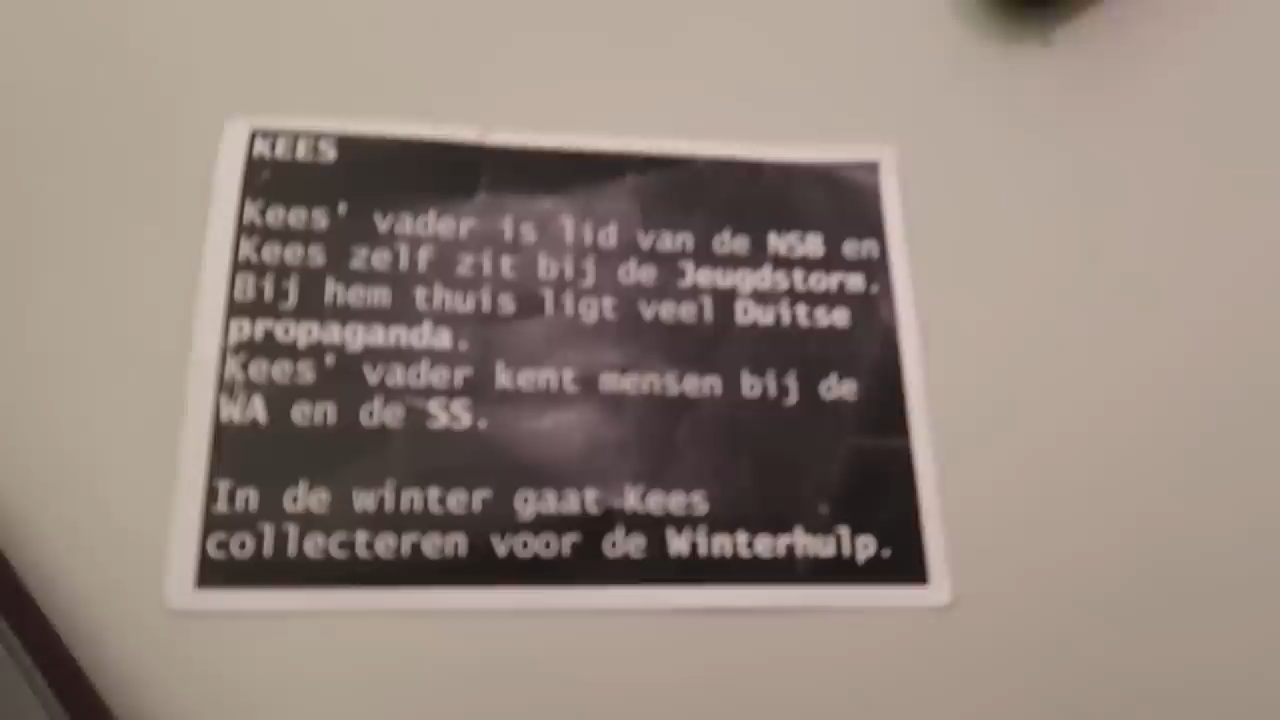 KEES
Kees' vader is lid van de NSB en
Kees zelf zit bij de Jeugdstorm.
Bij hem thuis ligt veel Duitse
propaganda.
Kees' vader kent mensen bij de
WA en de SS.
In de winter gaat Kees
collecteren voor de Winterhulp.